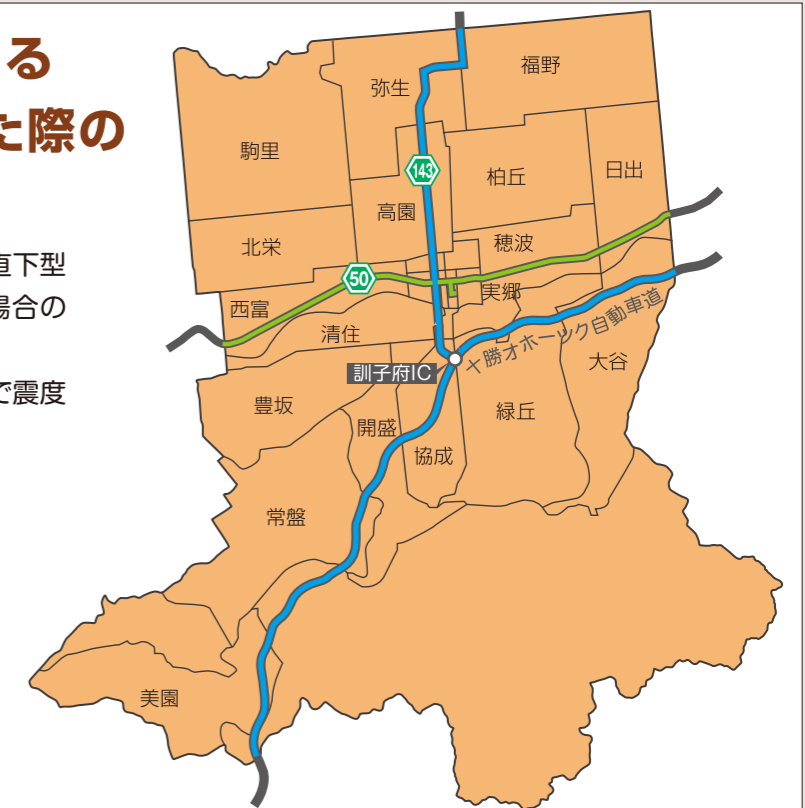 る
た際の
直下型
場合の
で震度
福野
弥生
駒里
143
柏丘
日出
高園
北栄
穂波
50
実郷
西富
清住
十勝オホーツク自動車道
大谷
訓子府IC
豊坂
緑丘
開盛
協成
常盤
美園